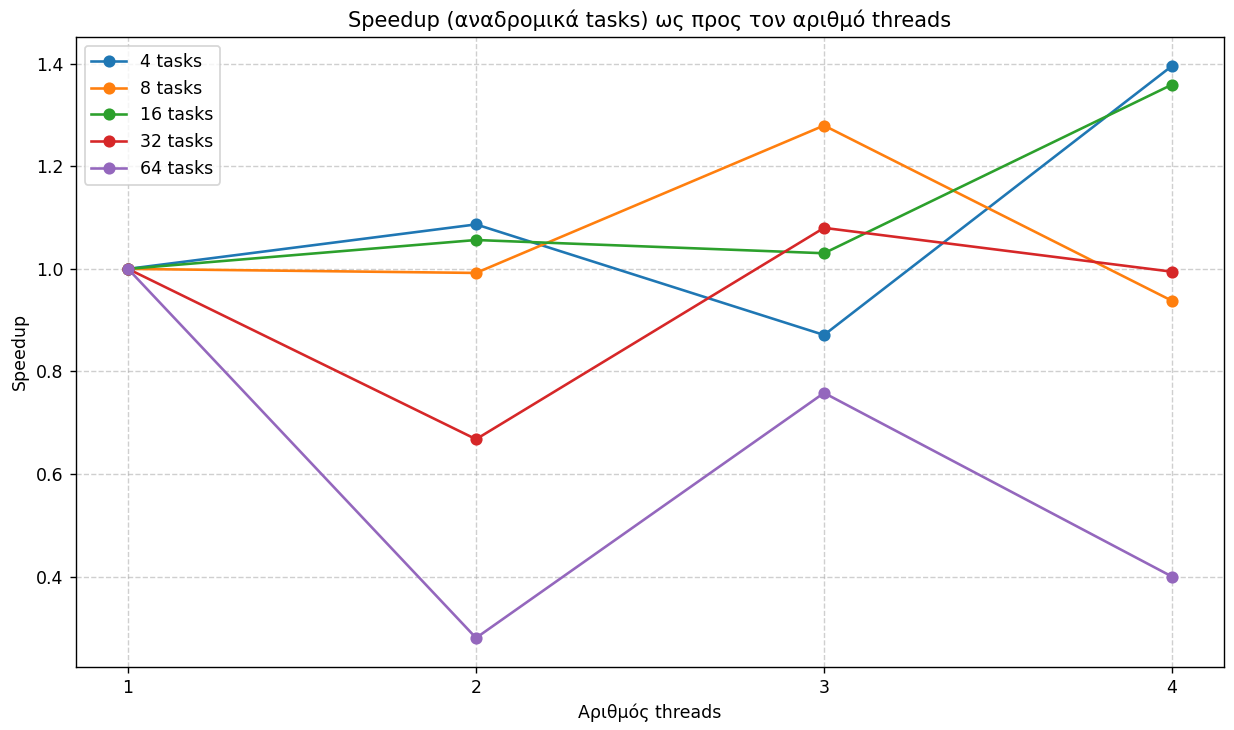 Speedup (αναδρομικά tasks) ως προς τον αριθμό threads
4 tasks
8 tasks
16 tasks
32 tasks
64 tasks
Speedup
1.4
1.2
1.0
0.8
0.6
0.4
1 2 3 4
Αριθμός threads